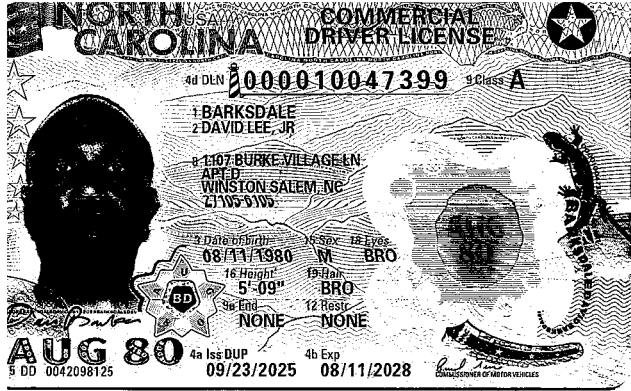 NORTH USA
CAROLINA
COMMERCIAL
DRIVER LICENSE
4d DLN 000010047399 9 Class A
1 BARKSDALE
2 DAVID LEE, JR
8 1107 BURKE VILLAGE LN
APT D
WINSTON SALEM, NC
27105-6105
3 Date of birth 15 Sex 18 Eyes
08/11/1980 M BRO
16 Height 19 Hair
5'-09" BRO
9a End 12 Restr
NONE NONE
BD
AUG
80
AUG 80
4a Iss DUP 4b Exp
09/23/2025 08/11/2028
5 DD 0042098125
COMMISSIONER OF MOTOR VEHICLES